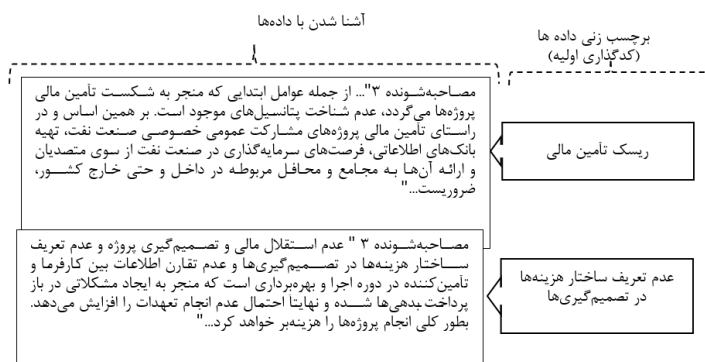 آشنا شدن با داده‌ها
برچسب زنی داده ها
(کدگذاری اولیه)
مصاحبه‌شونده ۳"... از جمله عوامل ابتدایی که منجر به شکست تأمین مالی
پروژه‌ها می‌گردد، عدم شناخت پتانسیل‌های موجود است. بر همین اساس و در
راستای تأمین مالی پروژه‌های مشارکت عمومی خصوصی صنعت نفت، تهیه
بانک‌های اطلاعاتی، فرصت‌های سرمایه‌گذاری در صنعت نفت از سوی متصدیان
و ارائه آن‌ها به مجامع و محافل مربوطه در داخل و حتی خارج کشور،
ضروریست..."
ریسک تأمین مالی
مصاحبه‌شونده ۳ " عدم استقلال مالی و تصمیم‌گیری پروژه و عدم تعریف
ساختار هزینه‌ها در تصمیم‌گیری‌ها و عدم تقارن اطلاعات بین کارفرما و
تأمین‌کننده در دوره اجرا و بهره‌برداری است که منجر به ایجاد مشکلاتی در باز
پرداخت بدهی‌ها شده و نهایتاً احتمال عدم انجام تعهدات را افزایش می‌دهد.
بطور کلی انجام پروژه‌ها را هزینه‌بر خواهد کرد..."
عدم تعریف ساختار هزینه‌ها
در تصمیم‌گیری‌ها